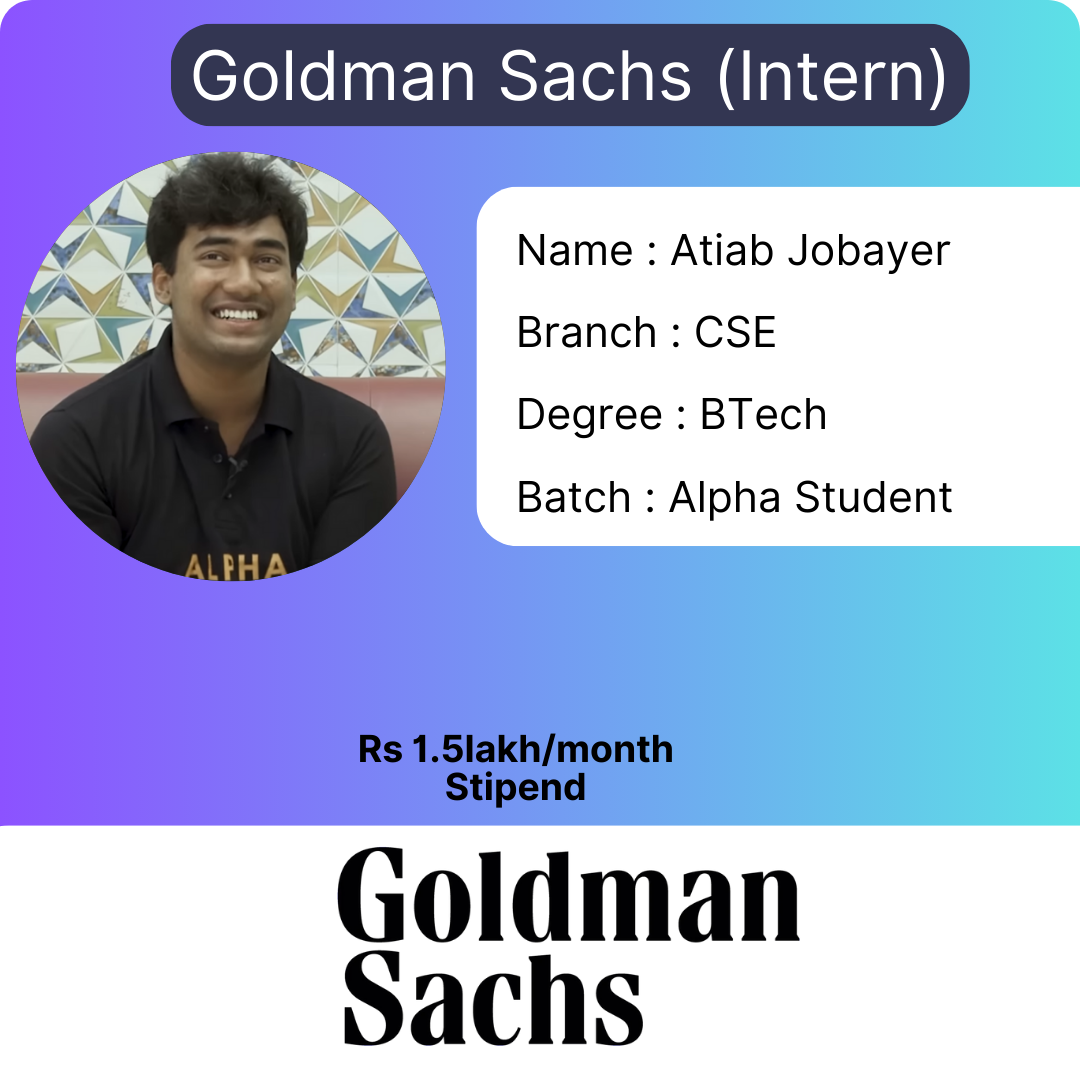 Goldman Sachs (Intern)
Name : Atiab Jobayer
Branch : CSE
Degree : BTech
Batch : Alpha Student
ALPHA
Rs 1.5lakh/month
Stipend
Goldman
Sachs